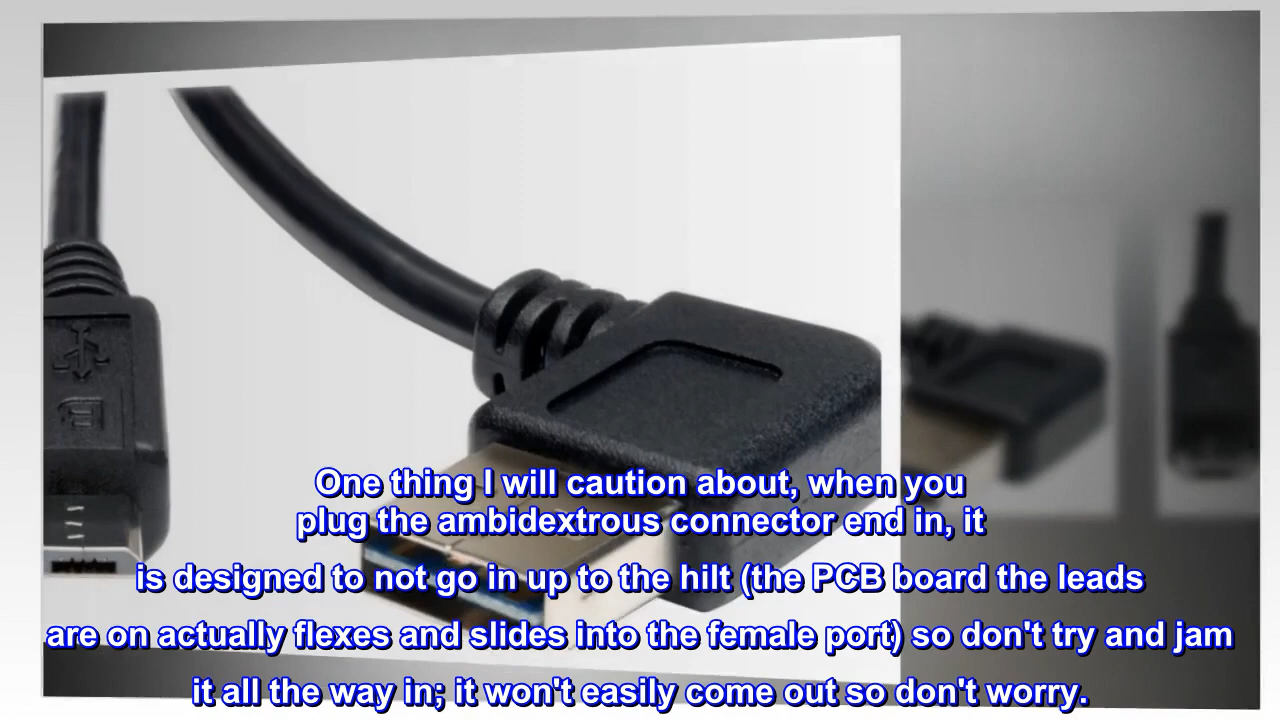 One thing I will caution about, when you
plug the ambidextrous connector end in, it
is designed to not go in up to the hilt (the PCB board the leads
are on actually flexes and slides into the female port) so don't try and jam
it all the way in; it won't easily come out so don't worry.